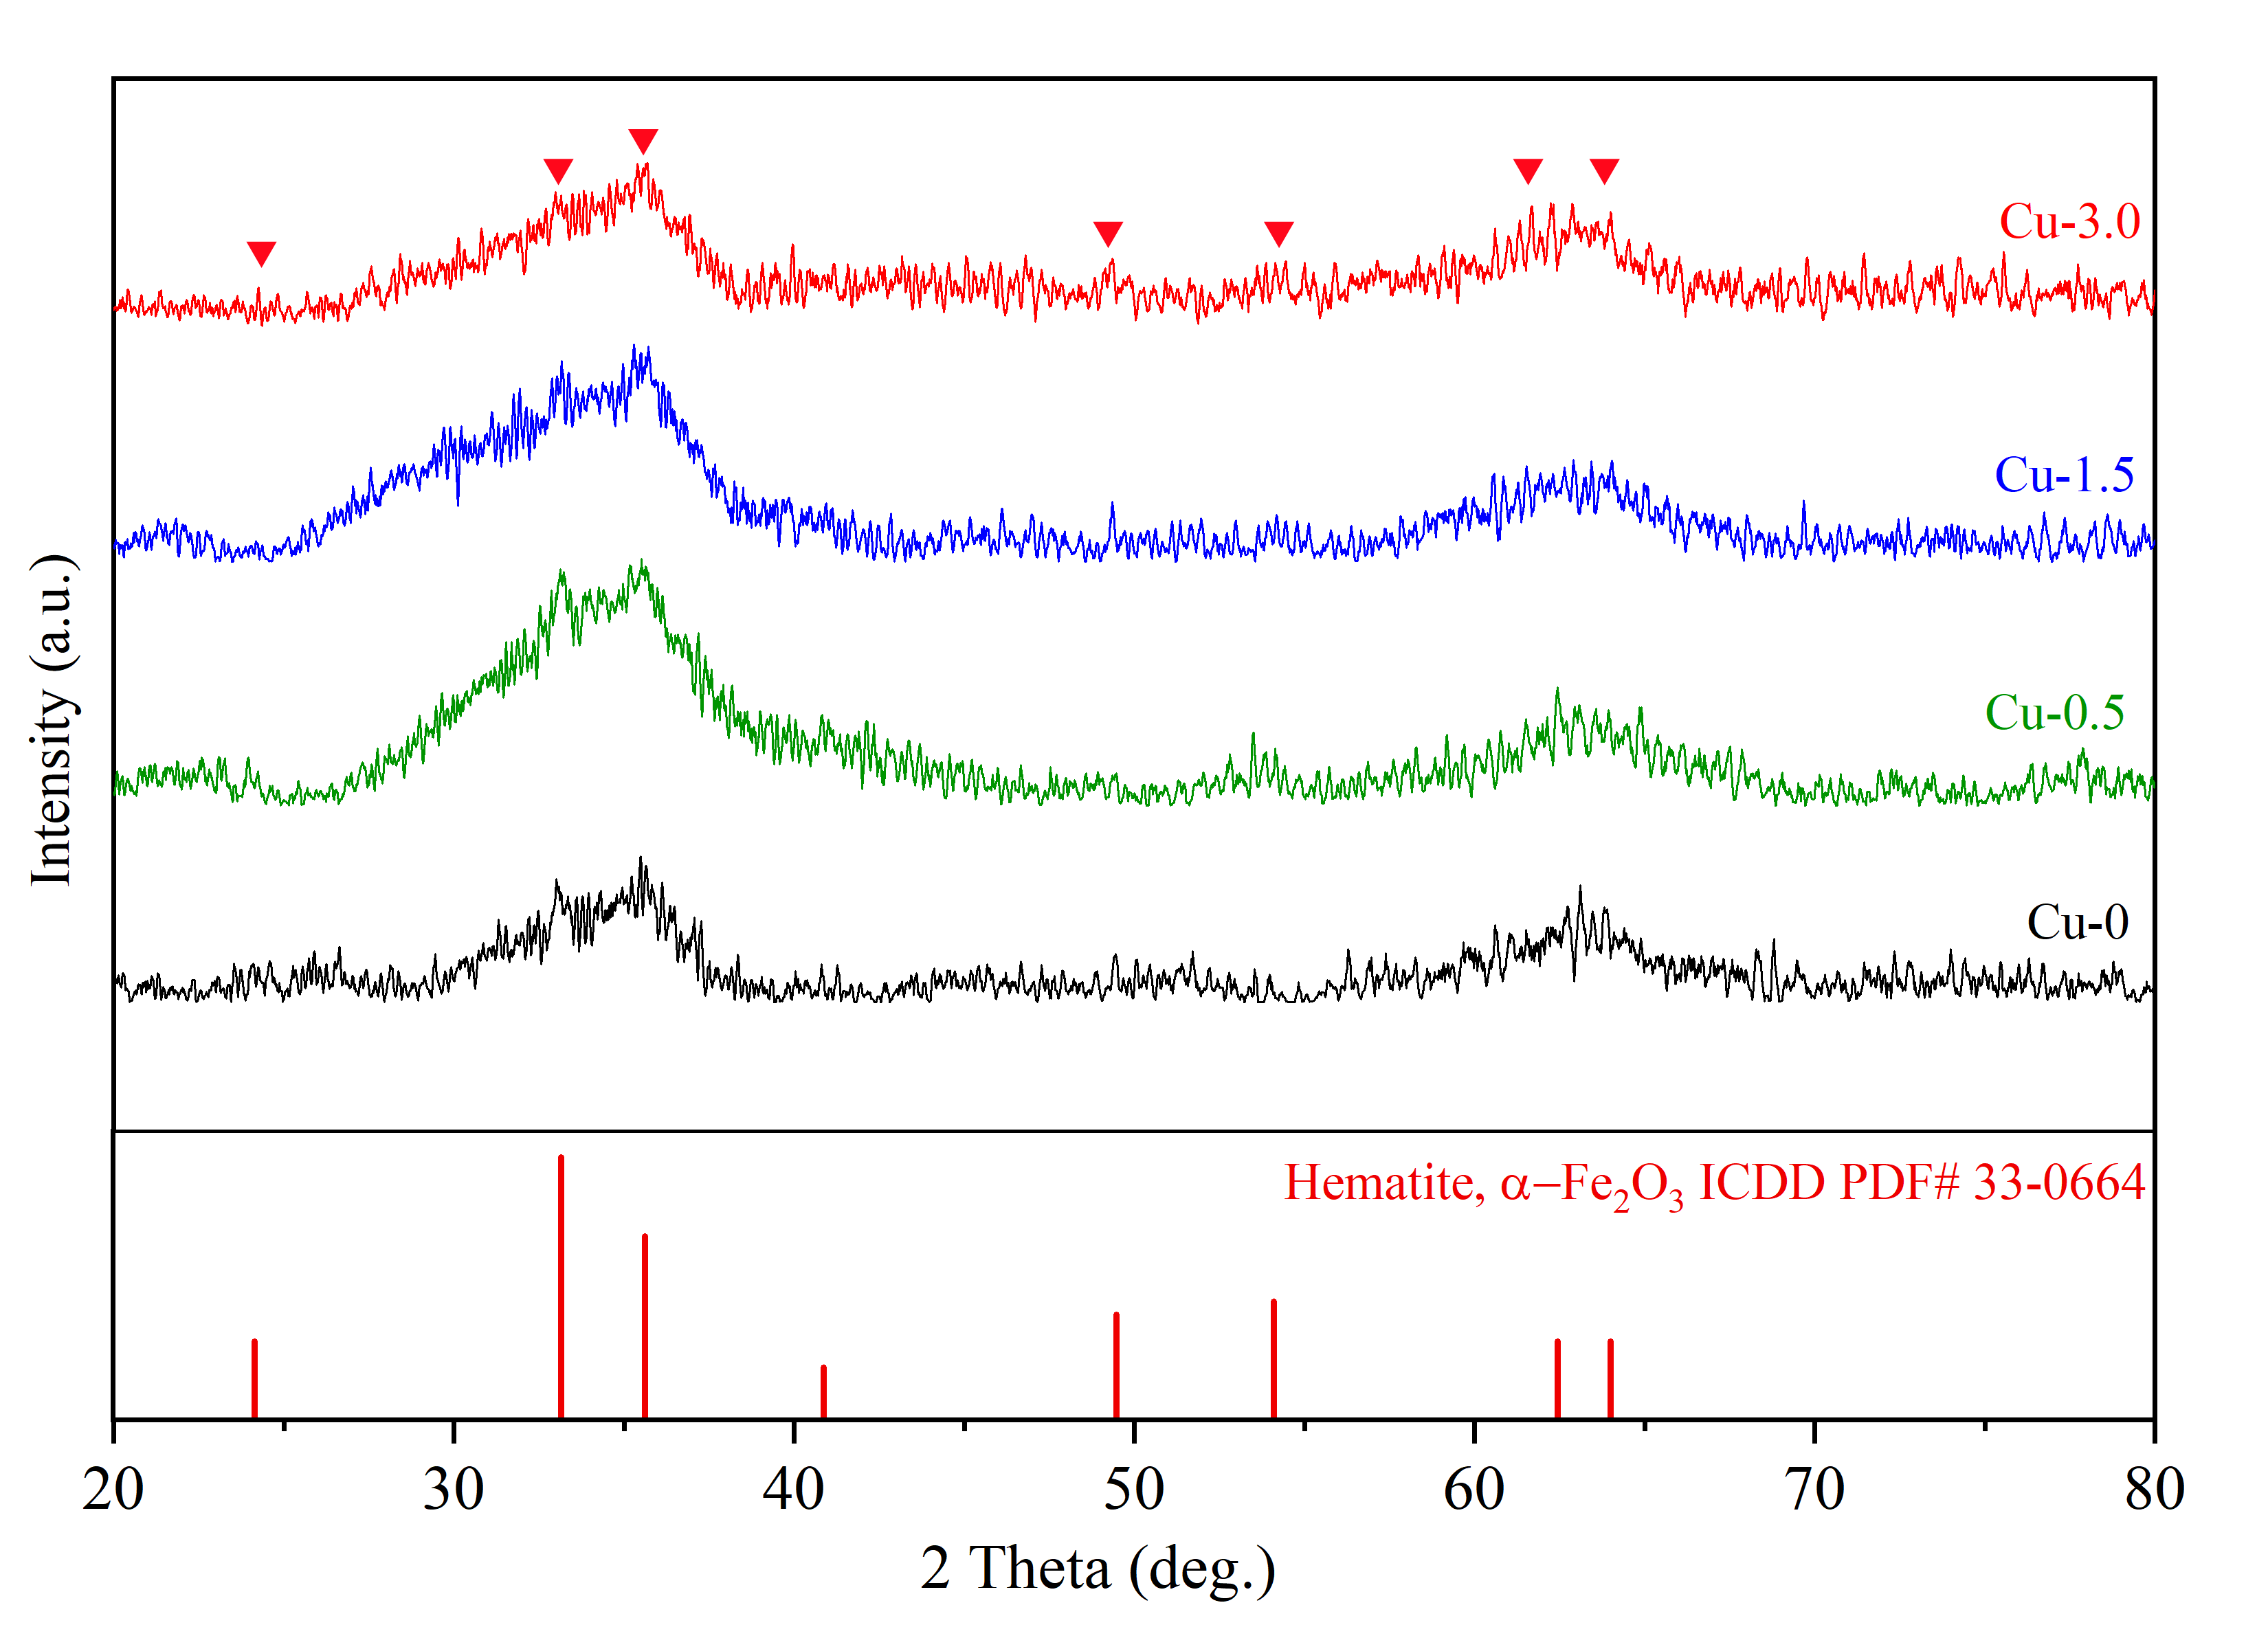 Cu-3.0
Cu-1.5
Cu-0.5
Cu-0
Intensity (a.u.)
Hematite, α–Fe₂O₃ ICDD PDF# 33-0664
20 30 40 50 60 70 80
2 Theta (deg.)